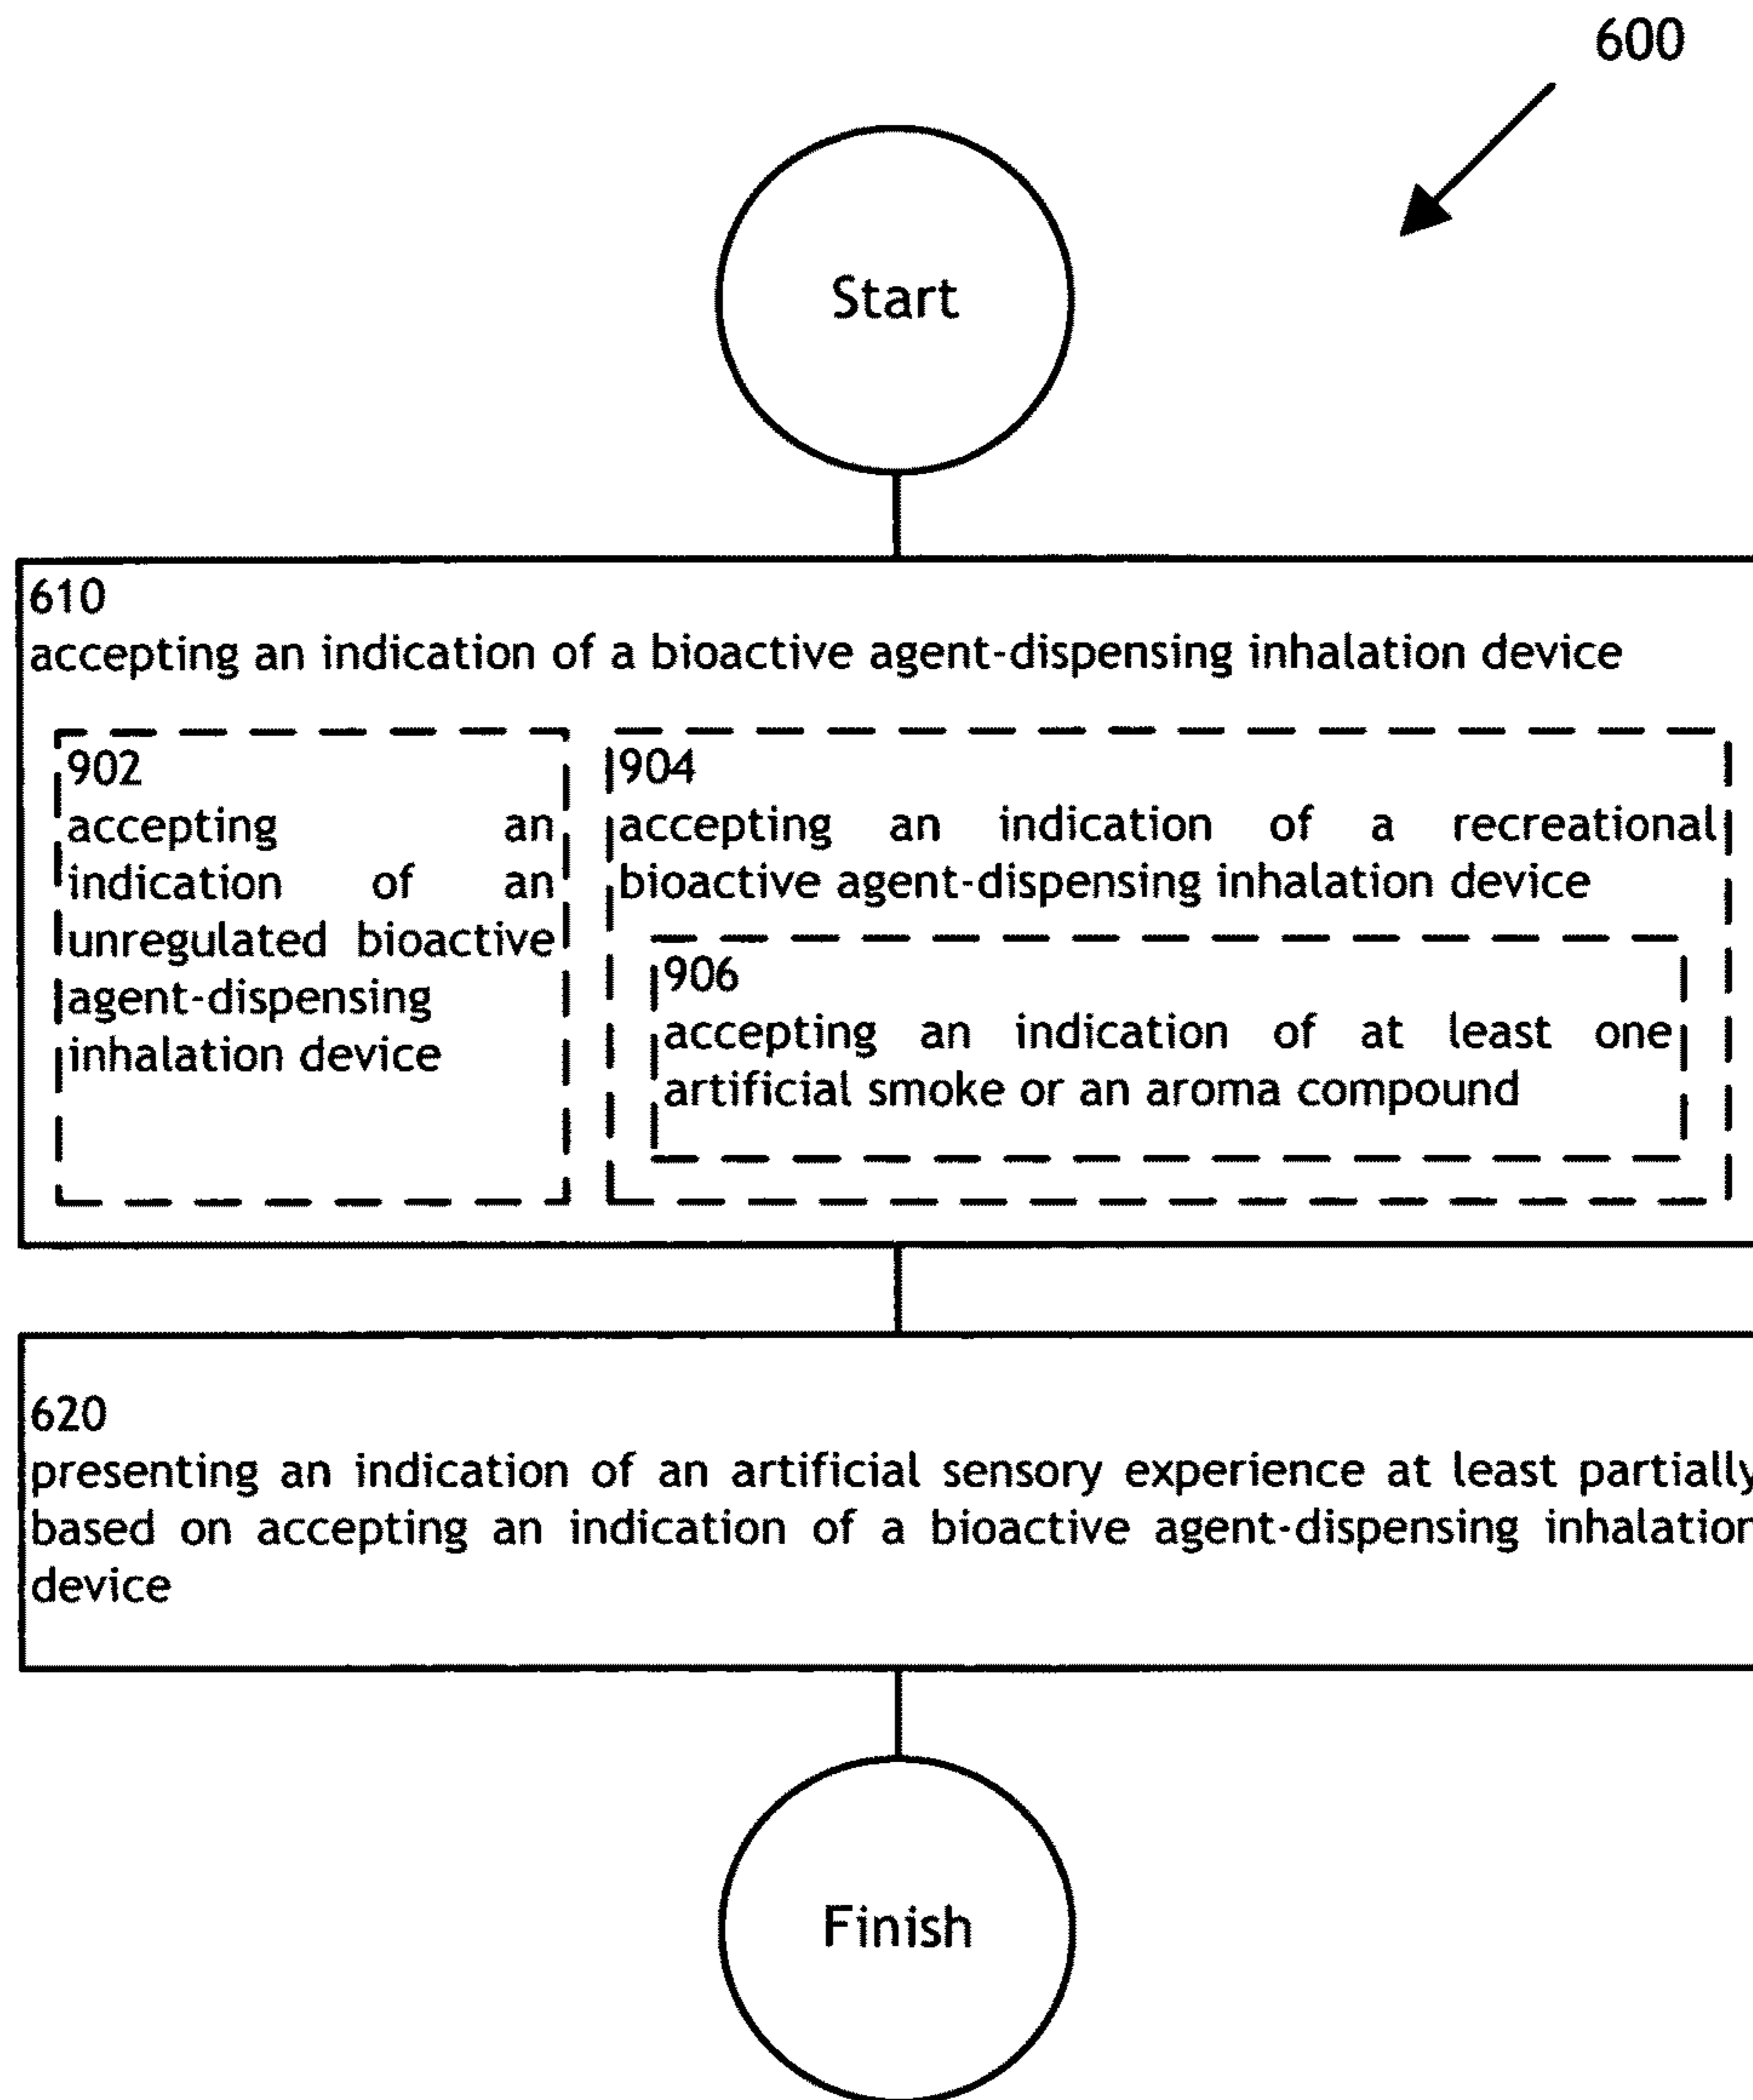 600
Start
610
accepting an indication of a bioactive agent-dispensing inhalation device
902
accepting an
indication of an
unregulated bioactive
agent-dispensing
inhalation device
904
accepting an indication of a recreational
bioactive agent-dispensing inhalation device
906
accepting an indication of at least one
artificial smoke or an aroma compound
620
presenting an indication of an artificial sensory experience at least partially
based on accepting an indication of a bioactive agent-dispensing inhalation
device
Finish